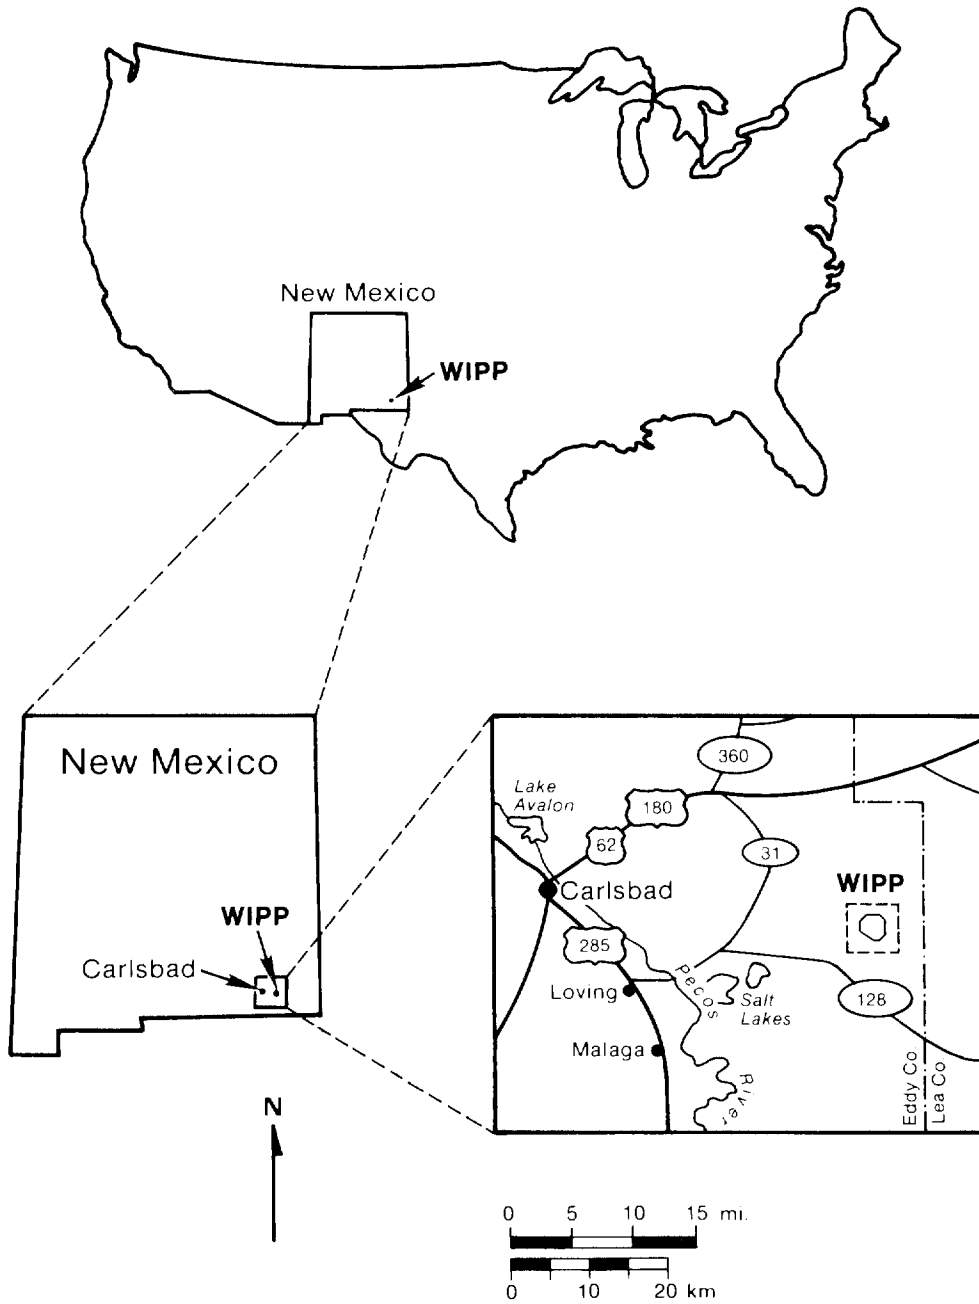 New Mexico
WIPP
New Mexico
WIPP
Carlsbad
N
360
Lake
Avalon
180
62
31
Carlsbad
WIPP
285
Pecos
River
Loving
Salt
Lakes
128
Malaga
Eddy Co.
Lea Co.
0 5 10 15 mi.
0 10 20 km